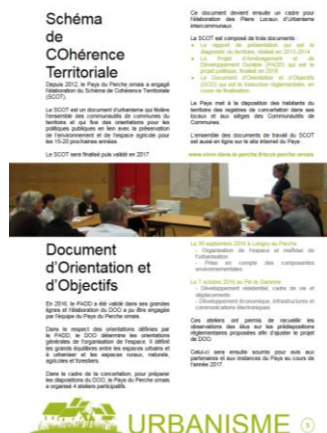 Schéma
de
COhérence
Territoriale
Depuis 2012, le Pays du Perche ornais a engagé
l'élaboration du Schéma de Cohérence Territoriale
(SCOT).
Le SCOT est un document d'urbanisme qui fédère
l'ensemble des communautés de communes du
territoire et qui fixe des orientations pour les
politiques publiques en lien avec la préservation
de l'environnement et de l'espace agricole pour
les 15-20 prochaines années.
Le SCOT sera finalisé puis validé en 2017
Ce document devient ensuite un cadre pour
l'élaboration des Plans Locaux d'Urbanisme
intercommunaux.
Le SCOT est composé de trois documents :
Le rapport de présentation qui est le
diagnostic du territoire, réalisé en 2013-2014
Le Projet d'Aménagement et de
Développement Durable (PADD) qui est le
projet politique, finalisé en 2016
Le Document d'Orientation et d'Objectifs
(DOO) qui est la traduction réglementaire, en
cours de finalisation.
Le Pays met à la disposition des habitants du
territoire des registres de concertation dans ses
locaux et aux sièges des Communautés de
Communes.
L'ensemble des documents de travail du SCOT
est aussi en ligne sur le site internet du Pays :
Document
d'Orientation et
d'Objectifs
En 2016, le PADD a été validé dans ses grandes
lignes et l'élaboration du DOO a pu être engagée
par l'équipe du Pays du Perche ornais.
Dans le respect des orientations définies par
le PADD, le DOO détermine les orientations
générales de l'organisation de l'espace. Il définit
les grands équilibres entre les espaces urbains et
à urbaniser et les espaces ruraux, naturels,
agricoles et forestiers.
Dans le cadre de la concertation, pour préparer
les dispositions du DOO, le Pays du Perche ornais
a organisé 4 ateliers participatifs.
Le 30 septembre 2016 à Longny au Perche
- Organisation de l'espace et maîtrise de
l'urbanisation
- Prise en compte des composantes
environnementales
Le 7 octobre 2016 au Pin la Garenne
- Développement résidentiel, cadre de vie et
déplacements
- Développement économique, infrastructures et
communications électroniques
Ces ateliers ont permis de recueillir les
observations des élus sur les prédispositions
réglementaires proposées afin d'ajuster le projet
de DOO.
Celui-ci sera ensuite soumis pour avis aux
partenaires et aux instances du Pays au cours de
l'année 2017.
URBANISME 5